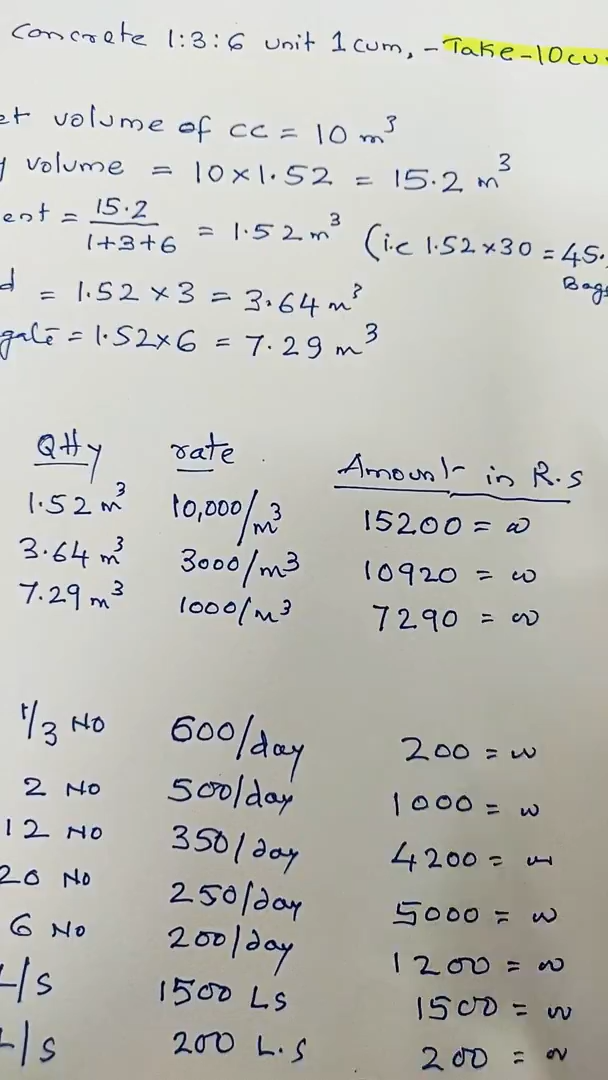 Concrete 1:3:6 unit 1 cum, - Take - 10 cu.
et volume of cc = 10 m³
y volume = 10 x 1.52 = 15.2 m³
ent = 15.2/1+3+6 = 1.52 m³ (i.e 1.52 x 30 = 45.
Bags
d = 1.52 x 3 = 3.64 m³
gate = 1.52 x 6 = 7.29 m³
Qtty rate Amount in R.S
1.52 m³ 10,000/m³ 15200 =
3.64 m³ 3000/m³ 10920 =
7.29 m³ 1000/m³ 7290 =
1/3 NO 600/day 200 =
2 NO 500/day 1000 =
12 NO 350/day 4200 =
20 NO 250/day 5000 =
6 NO 200/day 1200 =
L/S 1500 LS 1500 =
L/S 200 L.S 200 =